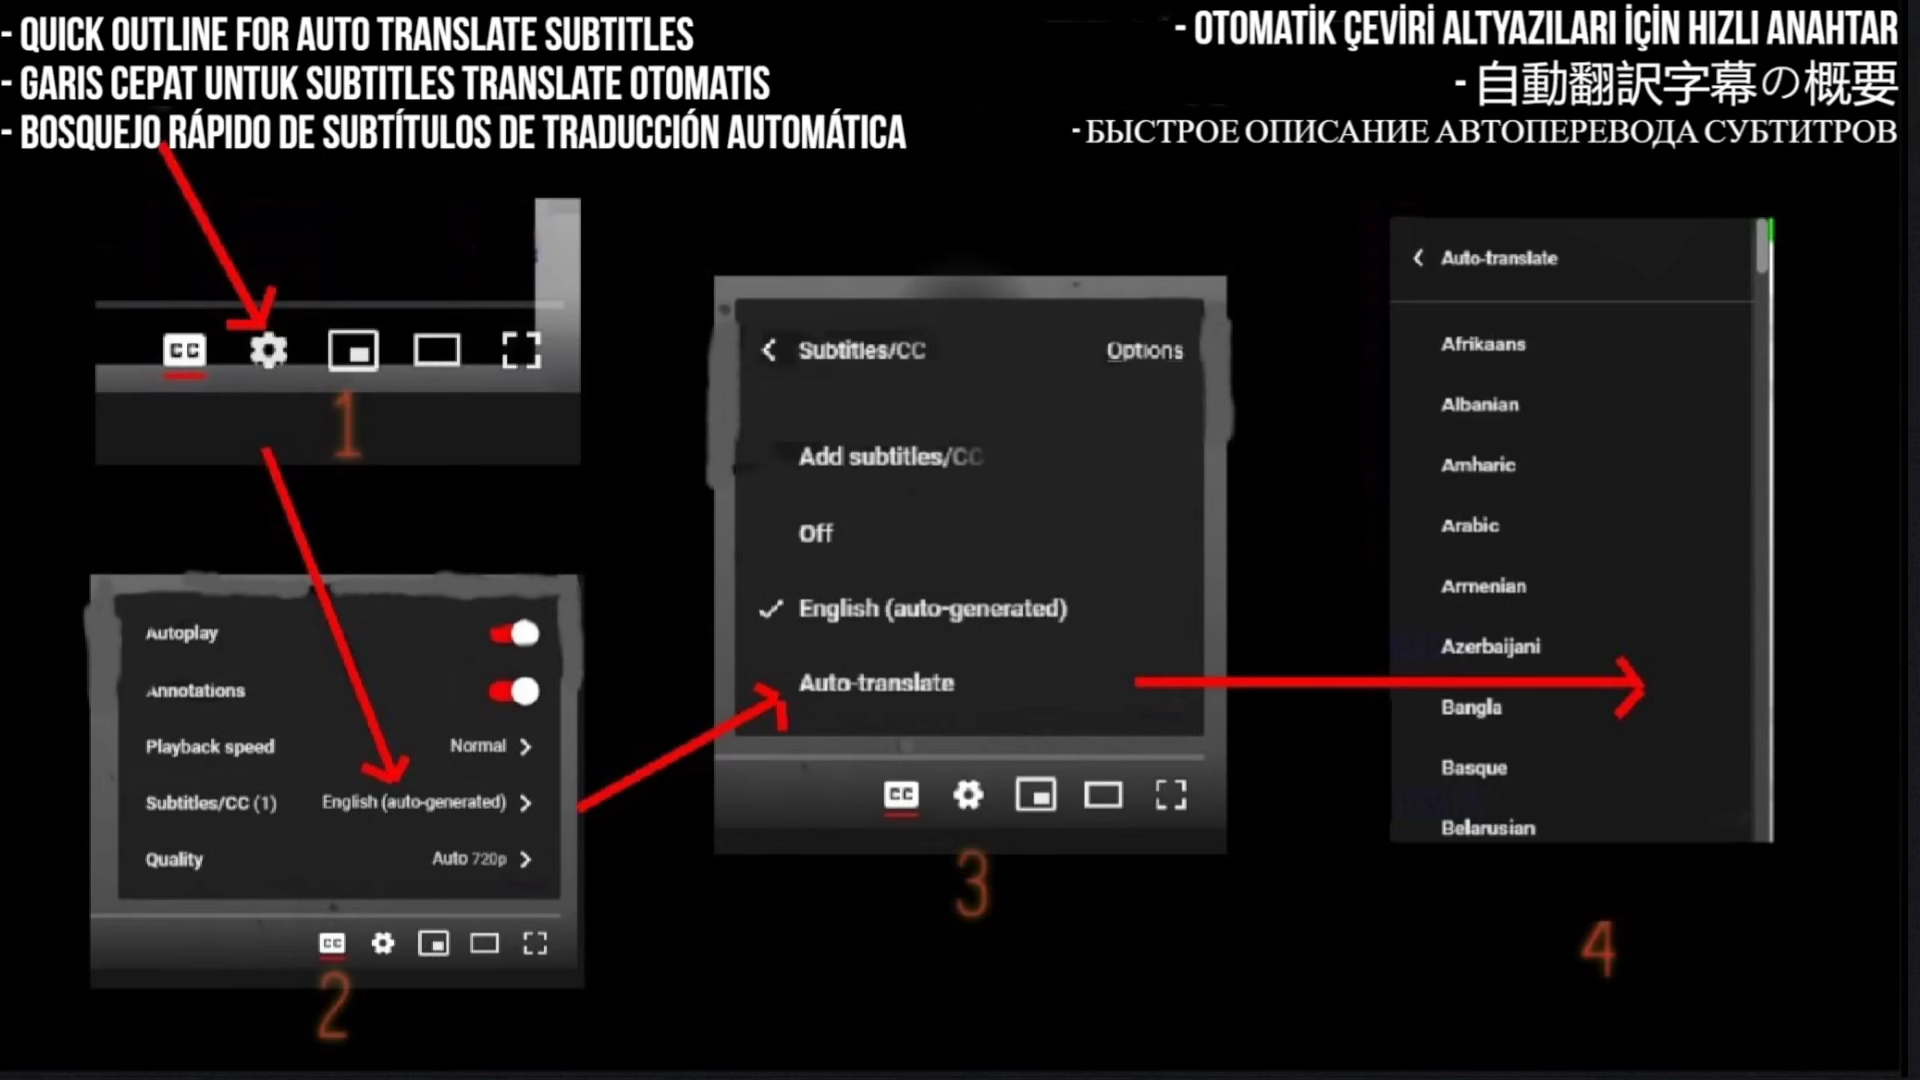 - QUICK OUTLINE FOR AUTO TRANSLATE SUBTITLES
- GARIS CEPAT UNTUK SUBTITLES TRANSLATE OTOMATIS
- BOSQUEJO RÁPIDO DE SUBTÍTULOS DE TRADUCCIÓN AUTOMÁTICA
- OTOMATİK ÇEVİRİ ALTYAZILARI İÇİN HIZLI ANAHTAR
- 自動翻訳字幕の概要
- БЫСТРОЕ ОПИСАНИЕ АВТОПЕРЕВОДА СУБТИТРОВ
CC
1
Autoplay
Annotations
Playback speed Normal
Subtitles/CC (1) English (auto-generated)
Quality Auto 720p
CC
2
Subtitles/CC Options
Add subtitles/CC
Off
English (auto-generated)
Auto-translate
CC
3
Auto-translate
Afrikaans
Albanian
Amharic
Arabic
Armenian
Azerbaijani
Bangla
Basque
Belarusian
4